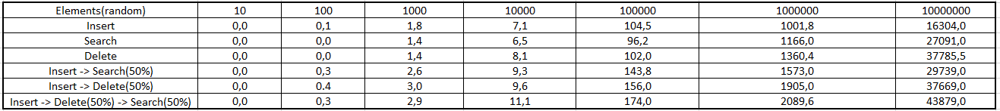 Elements(random) 10 100 1000 10000 100000 1000000 10000000
Insert 0,0 0,1 1,8 7,1 104,5 1001,8 16304,0
Search 0,0 0,0 1,4 6,5 96,2 1166,0 27091,0
Delete 0,0 0,0 1,4 8,1 102,0 1360,4 37785,5
Insert -> Search(50%) 0,0 0,3 2,6 9,3 143,8 1573,0 29739,0
Insert -> Delete(50%) 0,0 0.4 3,0 9,6 156,0 1905,0 37669,0
Insert -> Delete(50%) -> Search(50%) 0,0 0,3 2,9 11,1 174,0 2089,6 43879,0